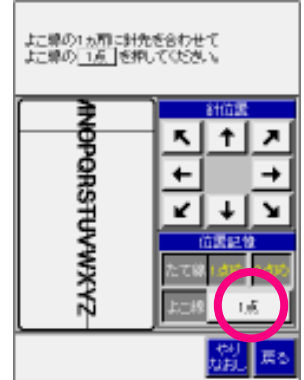 よこ線の1ヵ所に針先を合わせて
よこ線の 1点 を押してください。
MNOPQRSTUVWXYZ
針位置
位置記憶
たて線 1点め 2点め
よこ線 1点
やり
なおし
戻る